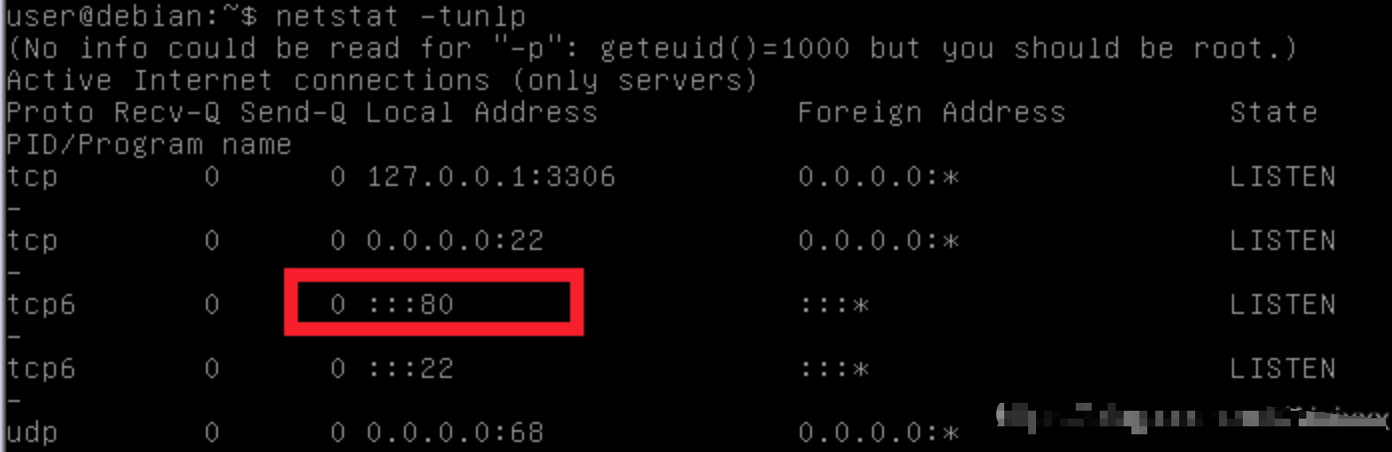 user@debian:~$ netstat -tunlp
(No info could be read for "-p": geteuid()=1000 but you should be root.)
Active Internet connections (only servers)
Proto Recv-Q Send-Q Local Address Foreign Address State
PID/Program name
tcp 0 0 127.0.0.1:3306 0.0.0.0:* LISTEN
-
tcp 0 0 0.0.0.0:22 0.0.0.0:* LISTEN
-
tcp6 0 0 :::80 :::* LISTEN
-
tcp6 0 0 :::22 :::* LISTEN
-
udp 0 0 0.0.0.0:68 0.0.0.0:*